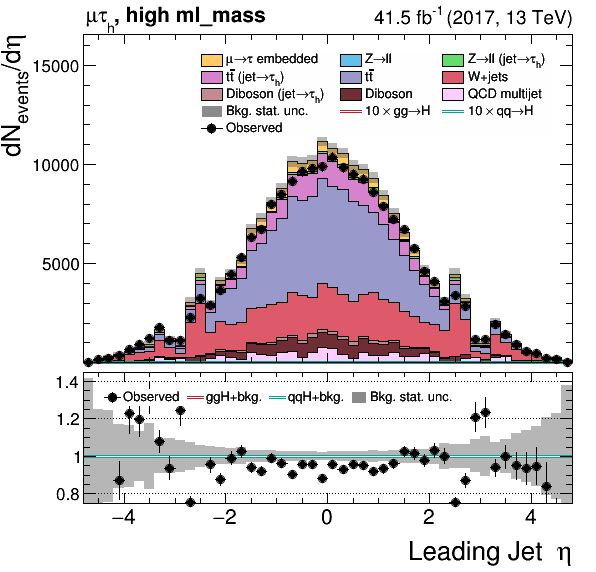 μτh, high ml_mass 41.5 fb-1 (2017, 13 TeV)
dNevents/dη
15000
10000
5000
μ→τ embedded Z→ll Z→ll (jet→τh)
tt̄ (jet→τh) tt̄ W+jets
Diboson (jet→τh) Diboson QCD multijet
Bkg. stat. unc. 10 × gg→H 10 × qq→H
Observed
1.4
1.2
1
0.8
Observed ggH+bkg. qqH+bkg. Bkg. stat. unc.
−4 −2 0 2 4
Leading Jet η